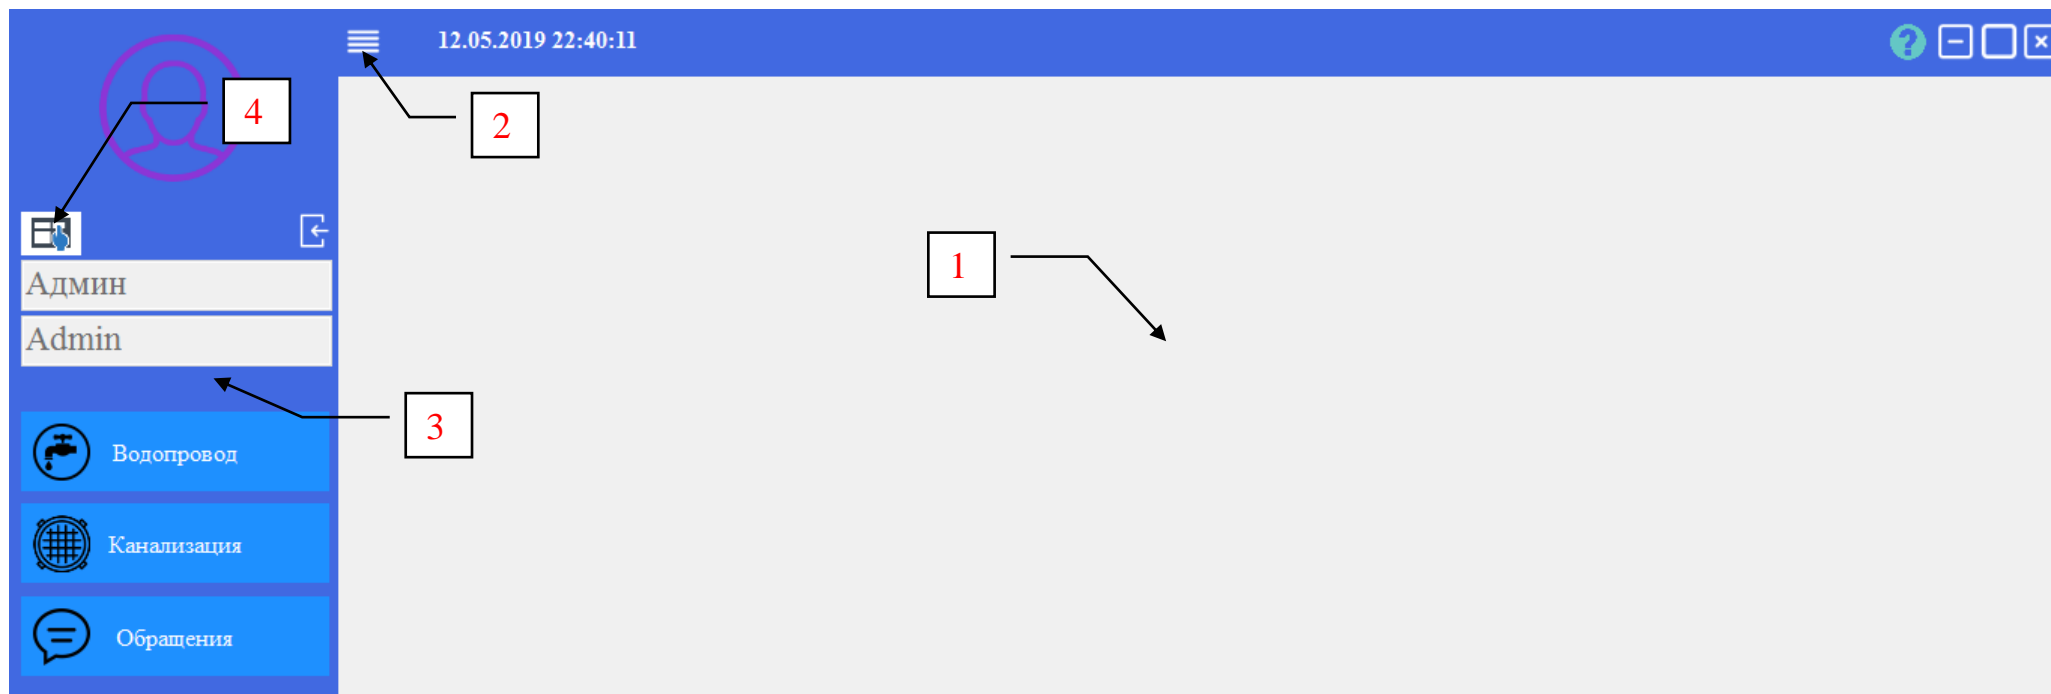 12.05.2019 22:40:11
4
2
1
Админ
Admin
3
Водопровод
Канализация
Обращения